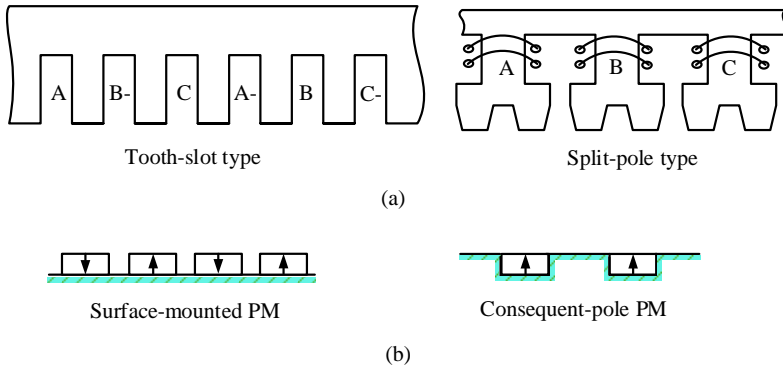 A B- C A- B C-
A B C
Tooth-slot type
Split-pole type
(a)
Surface-mounted PM
Consequent-pole PM
(b)